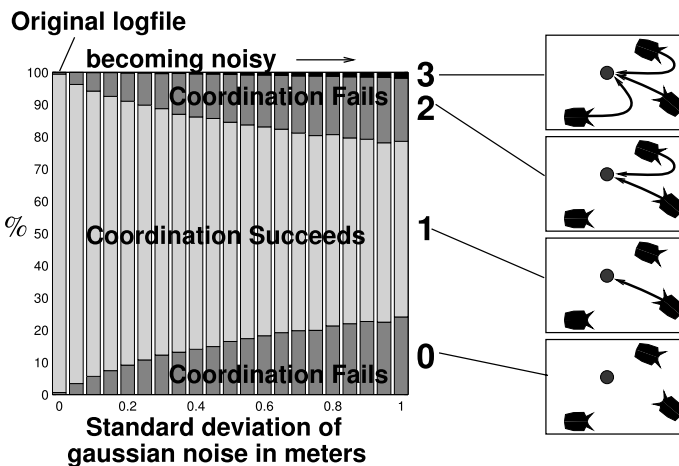 Original logfile
becoming noisy
100
90
80
70
60
50
40
30
20
10
0
%
Coordination Fails
Coordination Succeeds
Coordination Fails
3
2
1
0
0 0.2 0.4 0.6 0.8 1
Standard deviation of
gaussian noise in meters